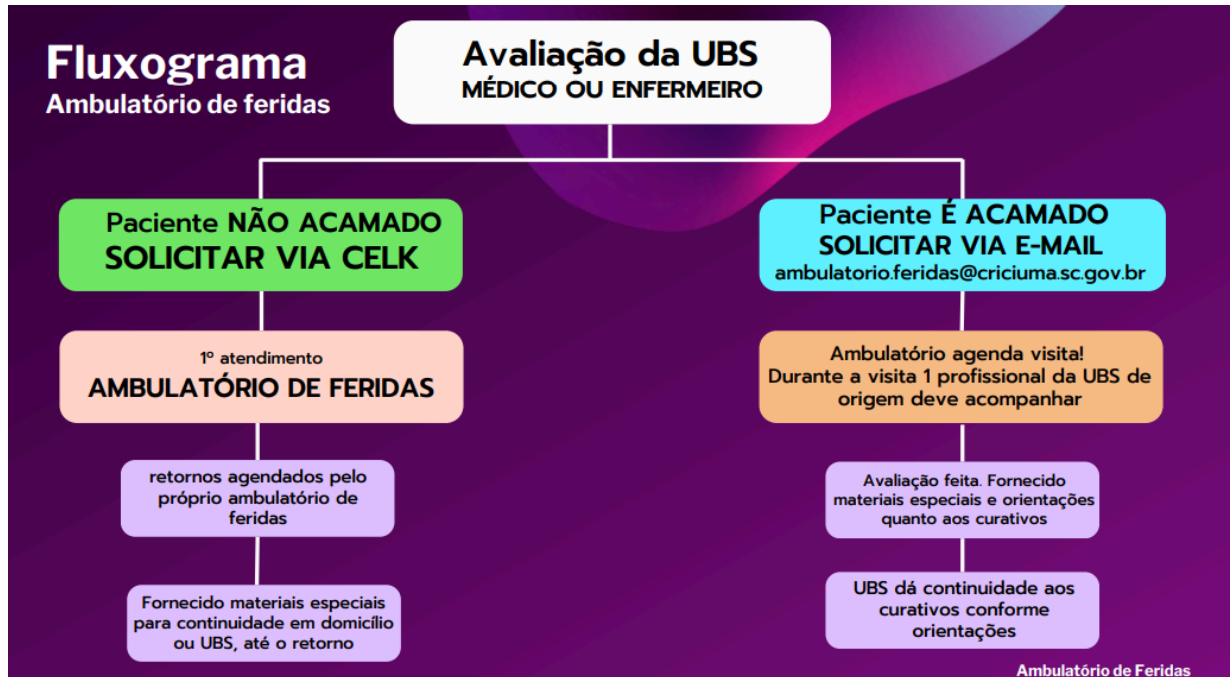 Fluxograma
Ambulatório de feridas
Avaliação da UBS
MÉDICO OU ENFERMEIRO
Paciente NÃO ACAMADO
SOLICITAR VIA CELK
1º atendimento
AMBULATÓRIO DE FERIDAS
retornos agendados pelo
próprio ambulatório de
feridas
Fornecido materiais especiais
para continuidade em domicílio
ou UBS, até o retorno
Paciente É ACAMADO
SOLICITAR VIA E-MAIL
ambulatorio.feridas@criciuma.sc.gov.br
Ambulatório agenda visita!
Durante a visita 1 profissional da UBS de
origem deve acompanhar
Avaliação feita. Fornecido
materiais especiais e orientações
quanto aos curativos
UBS dá continuidade aos
curativos conforme
orientações
Ambulatório de Feridas